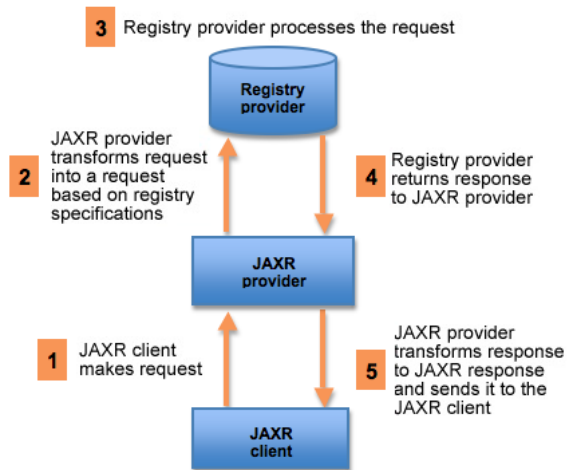 3 Registry provider processes the request
Registry
provider
2
JAXR provider
transforms request
into a request
based on registry
specifications
4
Registry provider
returns response
to JAXR provider
JAXR
provider
1
JAXR client
makes request
5
JAXR provider
transforms response
to JAXR response
and sends it to the
JAXR client
JAXR
client